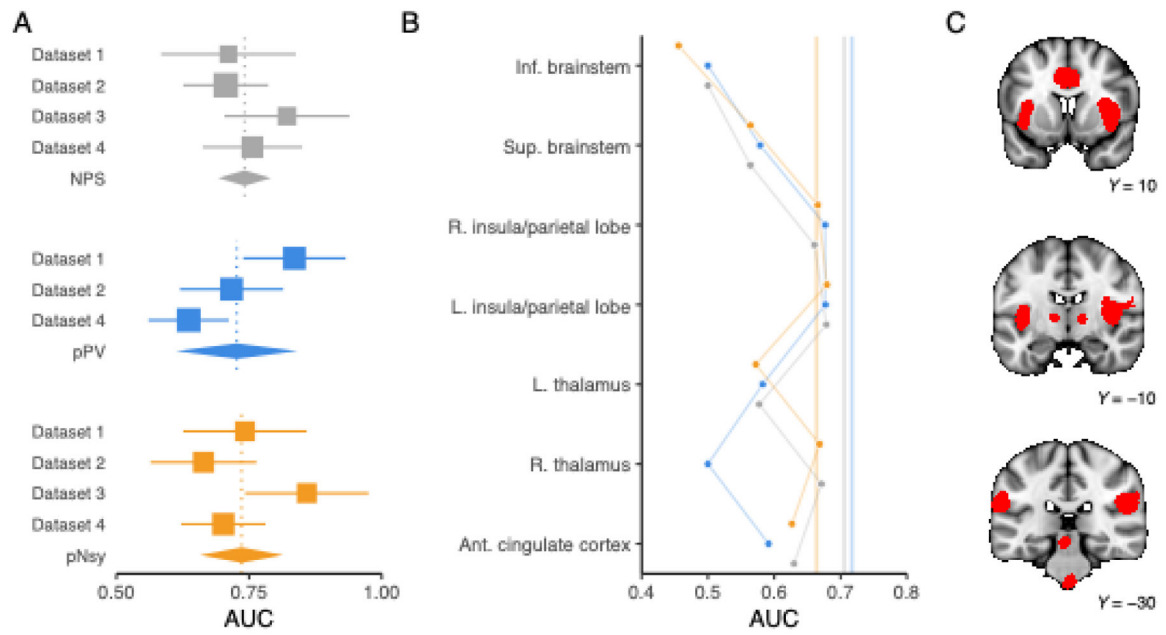 A
Dataset 1
Dataset 2
Dataset 3
Dataset 4
NPS
Dataset 1
Dataset 2
Dataset 4
pPV
Dataset 1
Dataset 2
Dataset 3
Dataset 4
pNsy
0.50 0.75 1.00
AUC
B
Inf. brainstem
Sup. brainstem
R. insula/parietal lobe
L. insula/parietal lobe
L. thalamus
R. thalamus
Ant. cingulate cortex
0.4 0.5 0.6 0.7 0.8
AUC
C
Y = 10
Y = −10
Y = −30